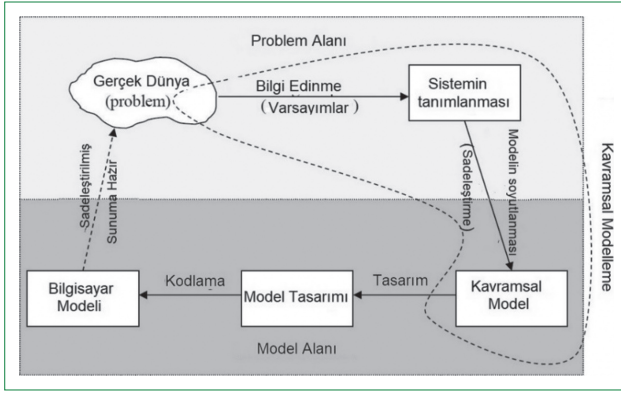 Problem Alanı
Gerçek Dünya
(problem)
Bilgi Edinme
(Varsayımlar )
Sistemin
tanımlanması
Modelin soyutlanması
(Sadeleştirme)
Kavramsal Modelleme
Sadeleştirilmiş
Sunuma Hazır
Bilgisayar
Modeli
Kodlama
Model Tasarımı
Tasarım
Kavramsal
Model
Model Alanı